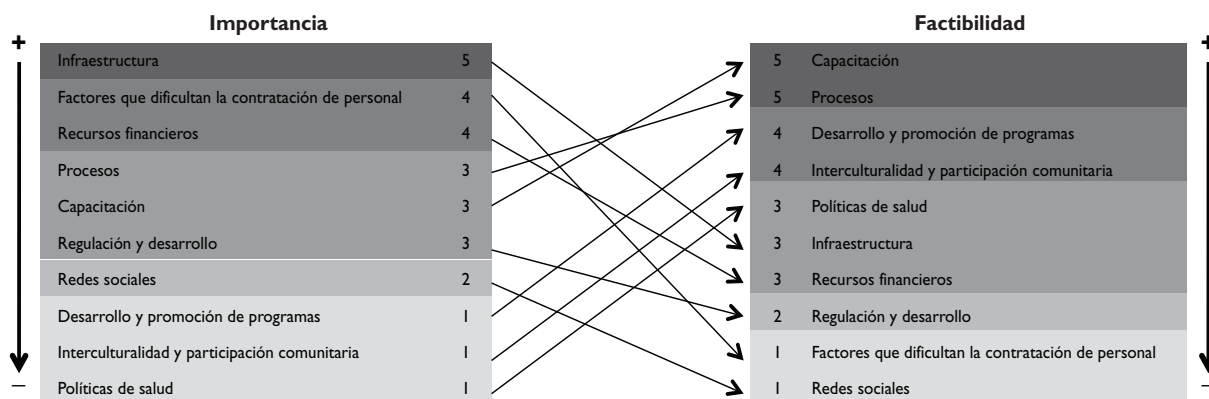 Importancia Factibilidad
+ +
Infraestructura 5 5 Capacitación
Factores que dificultan la contratación de personal 4 5 Procesos
Recursos financieros 4 4 Desarrollo y promoción de programas
Procesos 3 4 Interculturalidad y participación comunitaria
Capacitación 3 3 Políticas de salud
Regulación y desarrollo 3 3 Infraestructura
Redes sociales 2 3 Recursos financieros
Desarrollo y promoción de programas 1 2 Regulación y desarrollo
Interculturalidad y participación comunitaria 1 1 Factores que dificultan la contratación de personal
– Políticas de salud 1 1 Redes sociales –